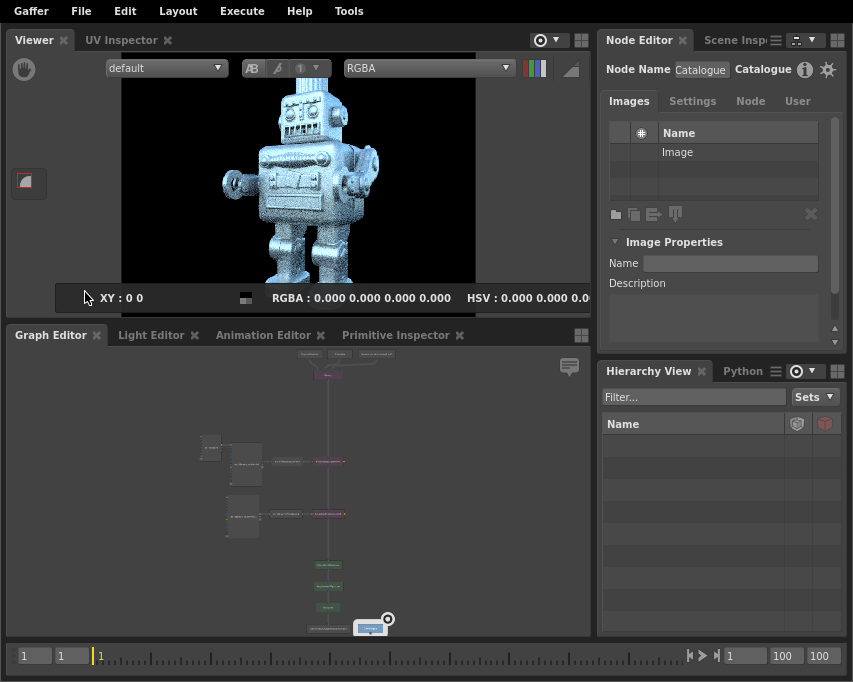 Gaffer File Edit Layout Execute Help Tools
Viewer UV Inspector
default AB 1 RGBA
XY : 0 0 RGBA : 0.000 0.000 0.000 0.000 HSV : 0.000 0.000 0.0
Node Editor Scene Insp
Node Name Catalogue Catalogue
Images Settings Node User
Name
Image
Image Properties
Name
Description
Graph Editor Light Editor Animation Editor Primitive Inspector
Hierarchy View Python
Filter... Sets
Name
1 1 1 1 100 100